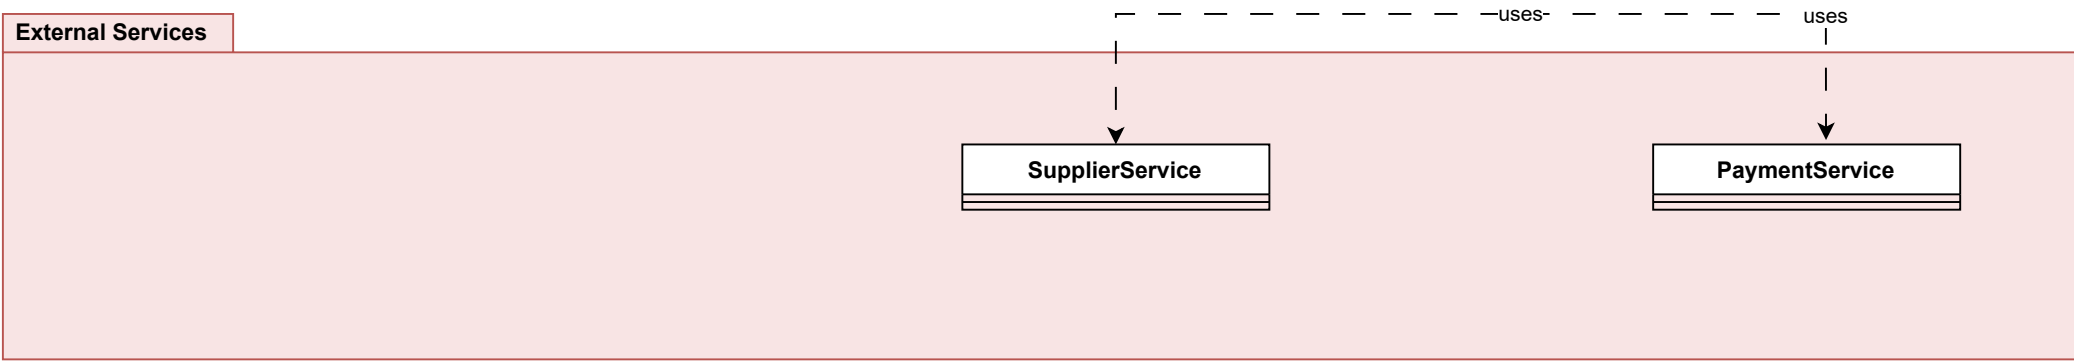 uses
uses
External Services
SupplierService
PaymentService